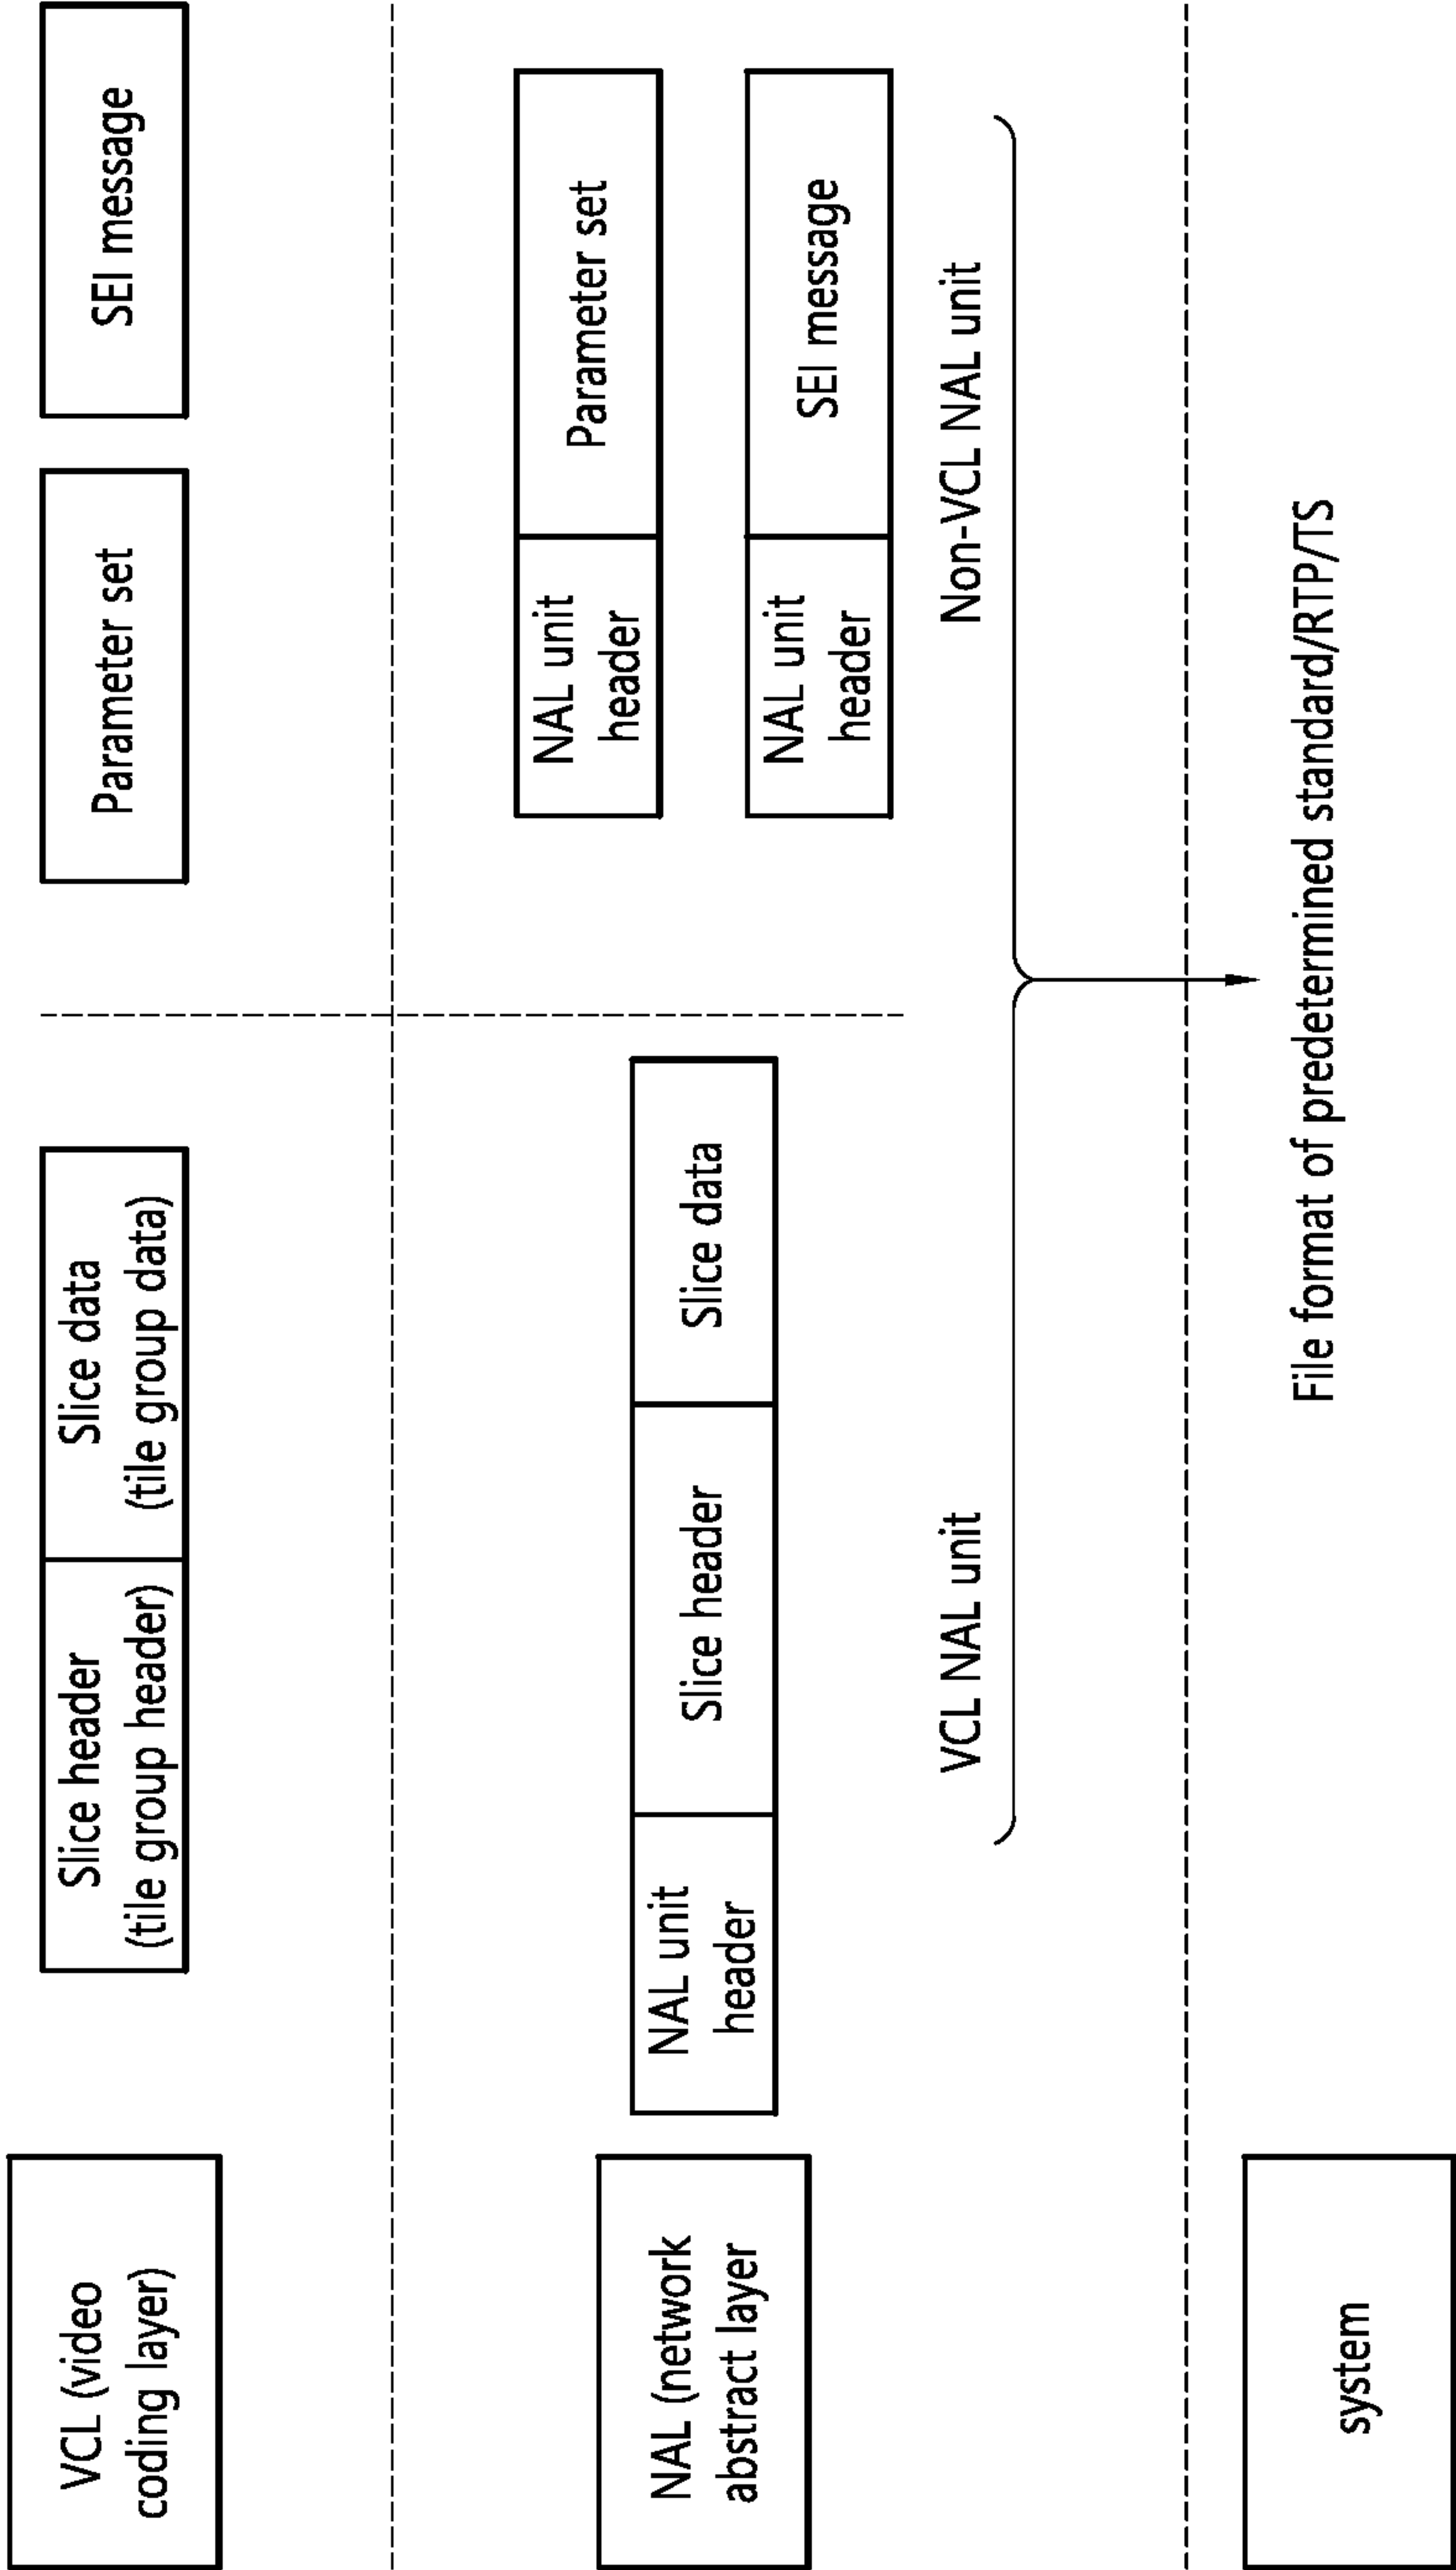 VCL (video
coding layer)
Slice header
(tile group header)
Slice data
(tile group data)
Parameter set
SEI message
NAL (network
abstract layer
NAL unit
header
Slice header
Slice data
NAL unit
header
Parameter set
NAL unit
header
SEI message
VCL NAL unit
Non-VCL NAL unit
system
File format of predetermined standard/RTP/TS